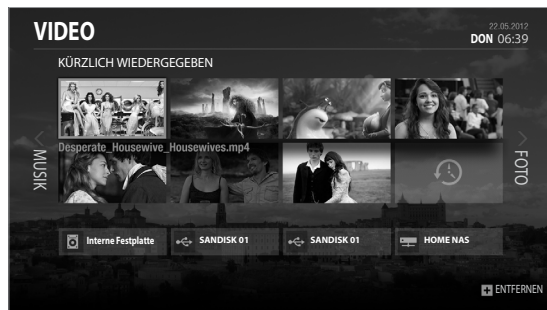 VIDEO
22.05.2012
DON 06:39
KÜRZLICH WIEDERGEGEBEN
Desperate_Housewive_Housewives.mp4
MUSIK
FOTO
Interne Festplatte
SANDISK 01
SANDISK 01
HOME NAS
ENTFERNEN